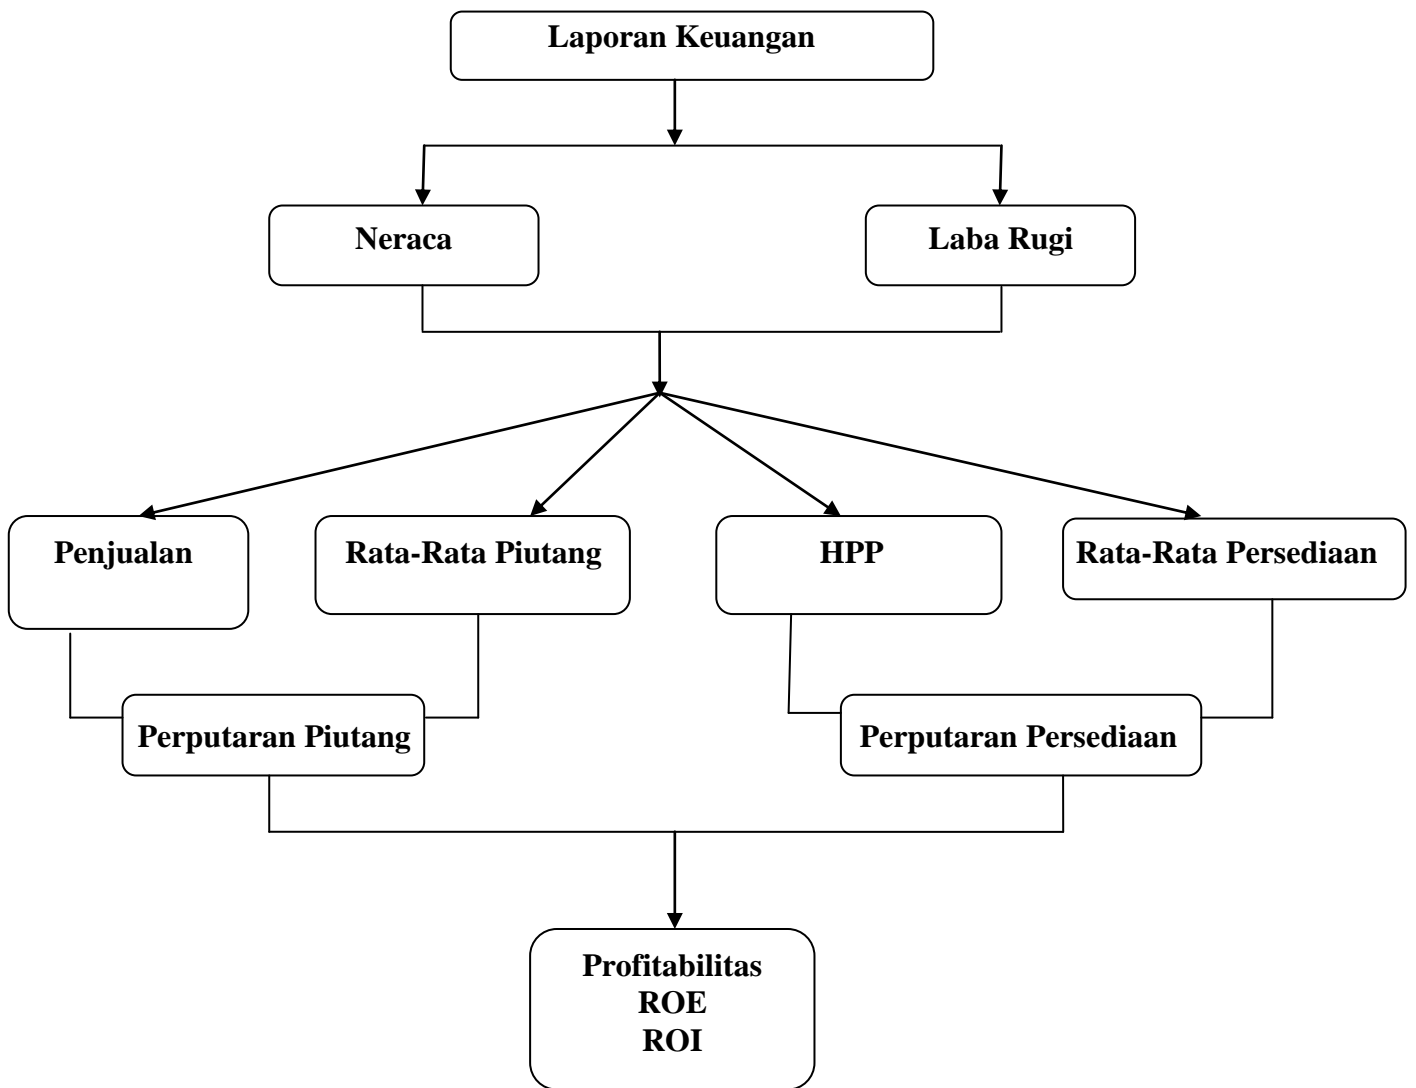 Laporan Keuangan
Neraca
Laba Rugi
Penjualan
Rata-Rata Piutang
HPP
Rata-Rata Persediaan
Perputaran Piutang
Perputaran Persediaan
Profitabilitas
ROE
ROI